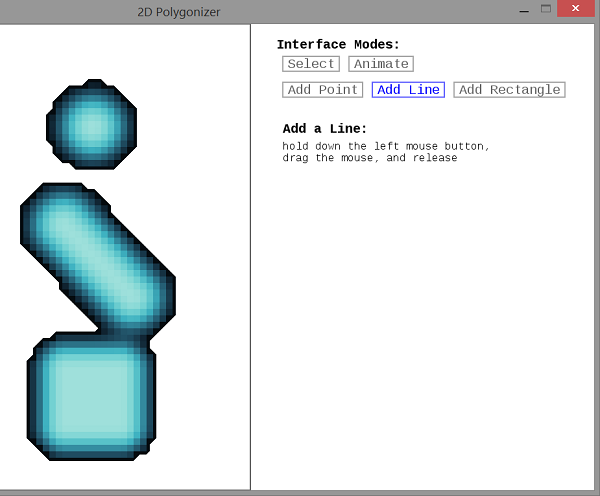 2D Polygonizer
Interface Modes:
Select Animate
Add Point Add Line Add Rectangle
Add a Line:
hold down the left mouse button,
drag the mouse, and release